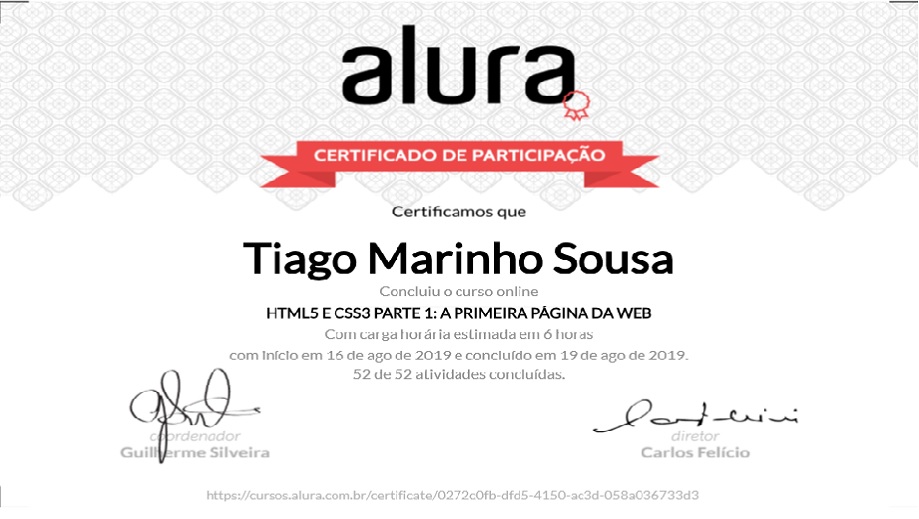 alura
CERTIFICADO DE PARTICIPAÇÃO
Certificamos que
Tiago Marinho Sousa
Concluiu o curso online
HTML5 E CSS3 PARTE 1: A PRIMEIRA PÁGINA DA WEB
Com carga horária estimada em 6 horas
com início em 16 de ago de 2019 e concluído em 19 de ago de 2019.
52 de 52 atividades concluídas.
coordenador
Guilherme Silveira
diretor
Carlos Felício
https://cursos.alura.com.br/certificate/0272c0fb-dfd5-4150-ac3d-058a036733d3